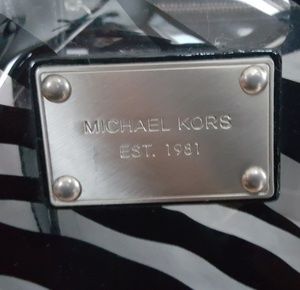 MICHAEL KORS
EST. 1981